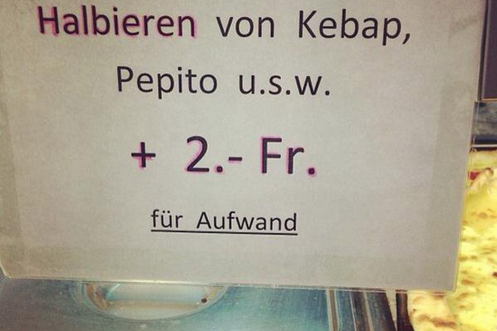 Halbieren von Kebap,
Pepito u.s.w.
+ 2.- Fr.
für Aufwand